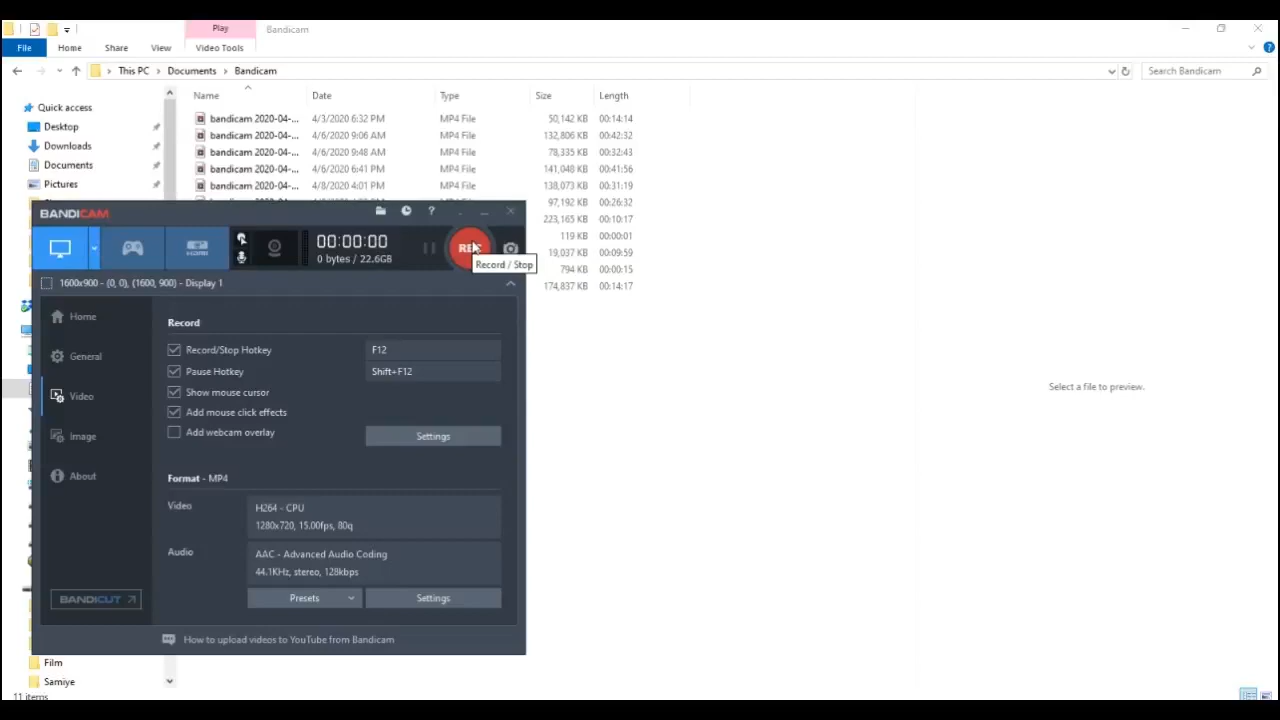 Play
Bandicam
File
Home
Share
View
Video Tools
This PC > Documents > Bandicam
Search Bandicam
Name Date Type Size Length
bandicam 2020-04-... 4/3/2020 6:32 PM MP4 File 50,142 KB 00:14:14
bandicam 2020-04-... 4/6/2020 9:06 AM MP4 File 132,806 KB 00:42:32
bandicam 2020-04-... 4/6/2020 9:48 AM MP4 File 78,335 KB 00:32:43
bandicam 2020-04-... 4/6/2020 6:41 PM MP4 File 141,048 KB 00:41:56
bandicam 2020-04-... 4/8/2020 4:01 PM MP4 File 138,073 KB 00:31:19
97,192 KB 00:26:32
223,165 KB 00:10:17
119 KB 00:00:01
19,037 KB 00:09:59
794 KB 00:00:15
174,837 KB 00:14:17
Quick access
Desktop
Downloads
Documents
Pictures
BANDICAM
HDMI
00:00:00
0 bytes / 22.6GB
REC
Record / Stop
1600x900 - (0, 0), (1600, 900) - Display 1
Home
General
Video
Image
About
BANDICUT
Record
Record/Stop Hotkey F12
Pause Hotkey Shift+F12
Show mouse cursor
Add mouse click effects
Add webcam overlay
Settings
Format - MP4
Video
H264 - CPU
1280x720, 15.00fps, 80q
Audio
AAC - Advanced Audio Coding
44.1KHz, stereo, 128kbps
Presets
Settings
How to upload videos to YouTube from Bandicam
Select a file to preview.
Film
Samiye
11 items